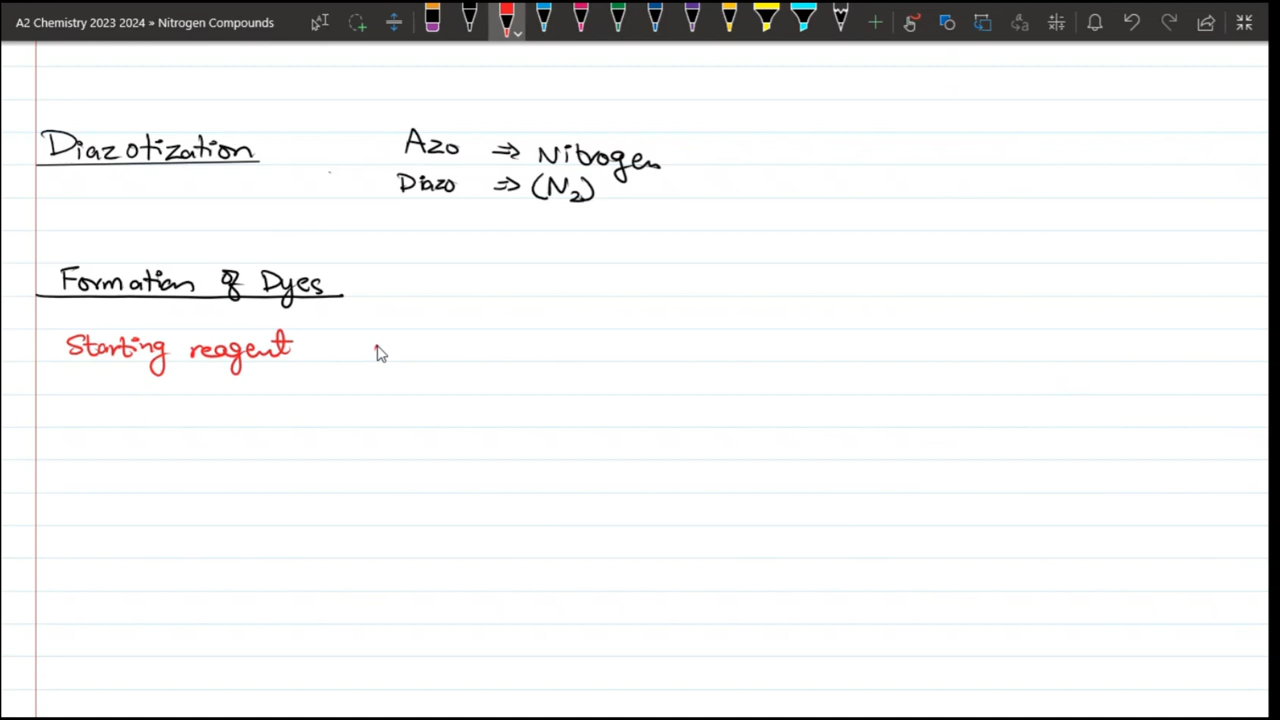 A2 Chemistry 2023 2024 » Nitrogen Compounds
Diazotization
Azo ⇒ Nitrogen
Diazo ⇒ (N₂)
Formation of Dyes
Starting reagent